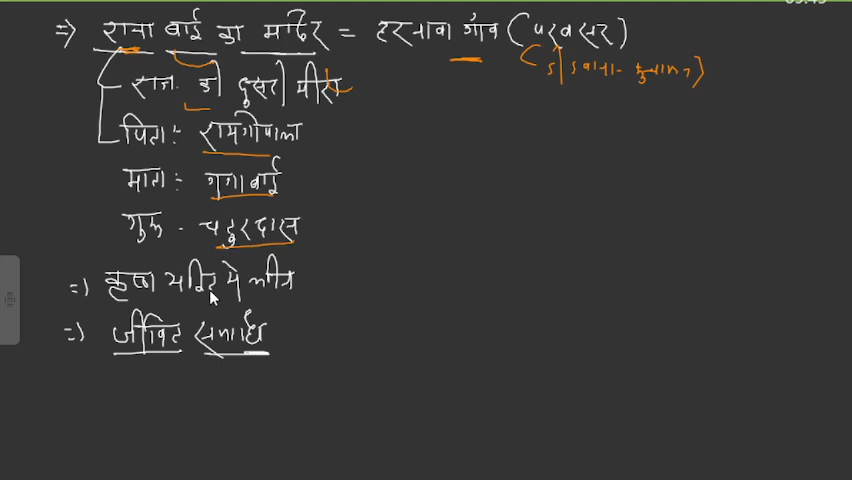 => राना बाई का मन्दिर = हरनावा गाँव (परबतसर)
(डीडवाना-कुचामन)
राज. की दूसरी मीरा
पिता :- रामगोपाल
माता :- गंगाबाई
गुरु - चतुरदास
=> कृष्ण भक्ति में लीन
=> जीवित समाधि